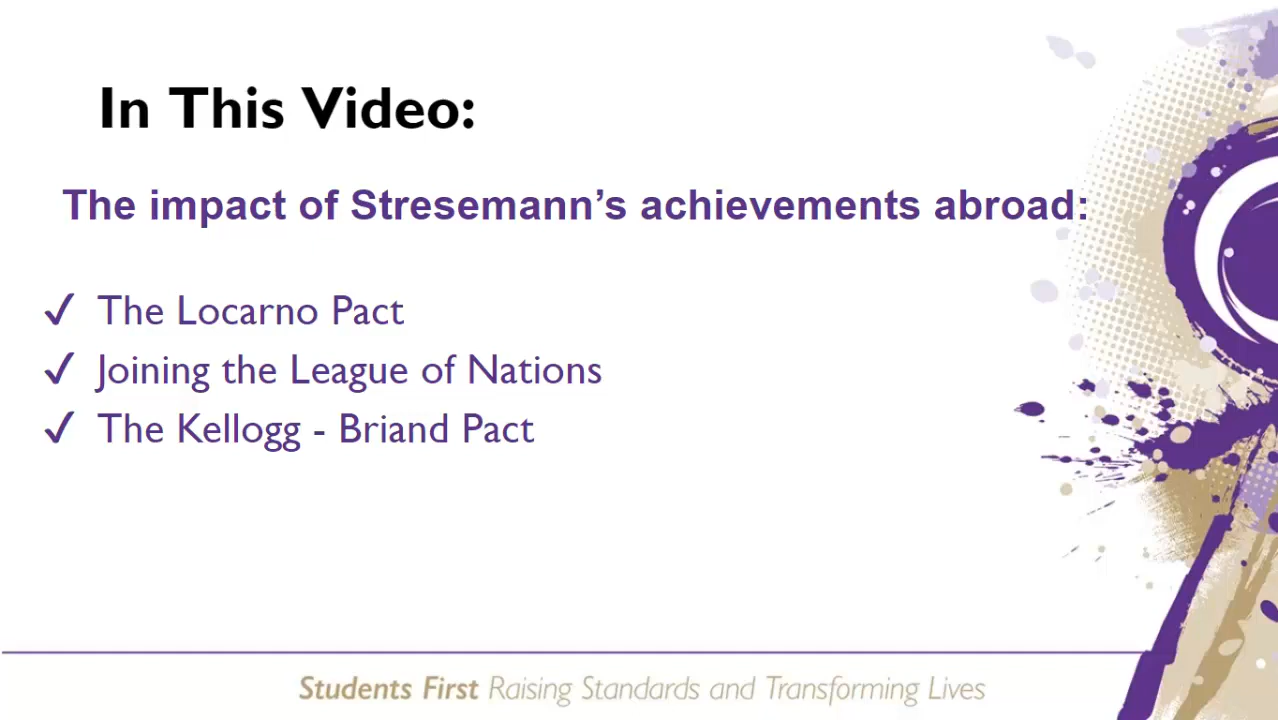 In This Video:
The impact of Stresemann’s achievements abroad:
✓ The Locarno Pact
✓ Joining the League of Nations
✓ The Kellogg - Briand Pact
Students First Raising Standards and Transforming Lives